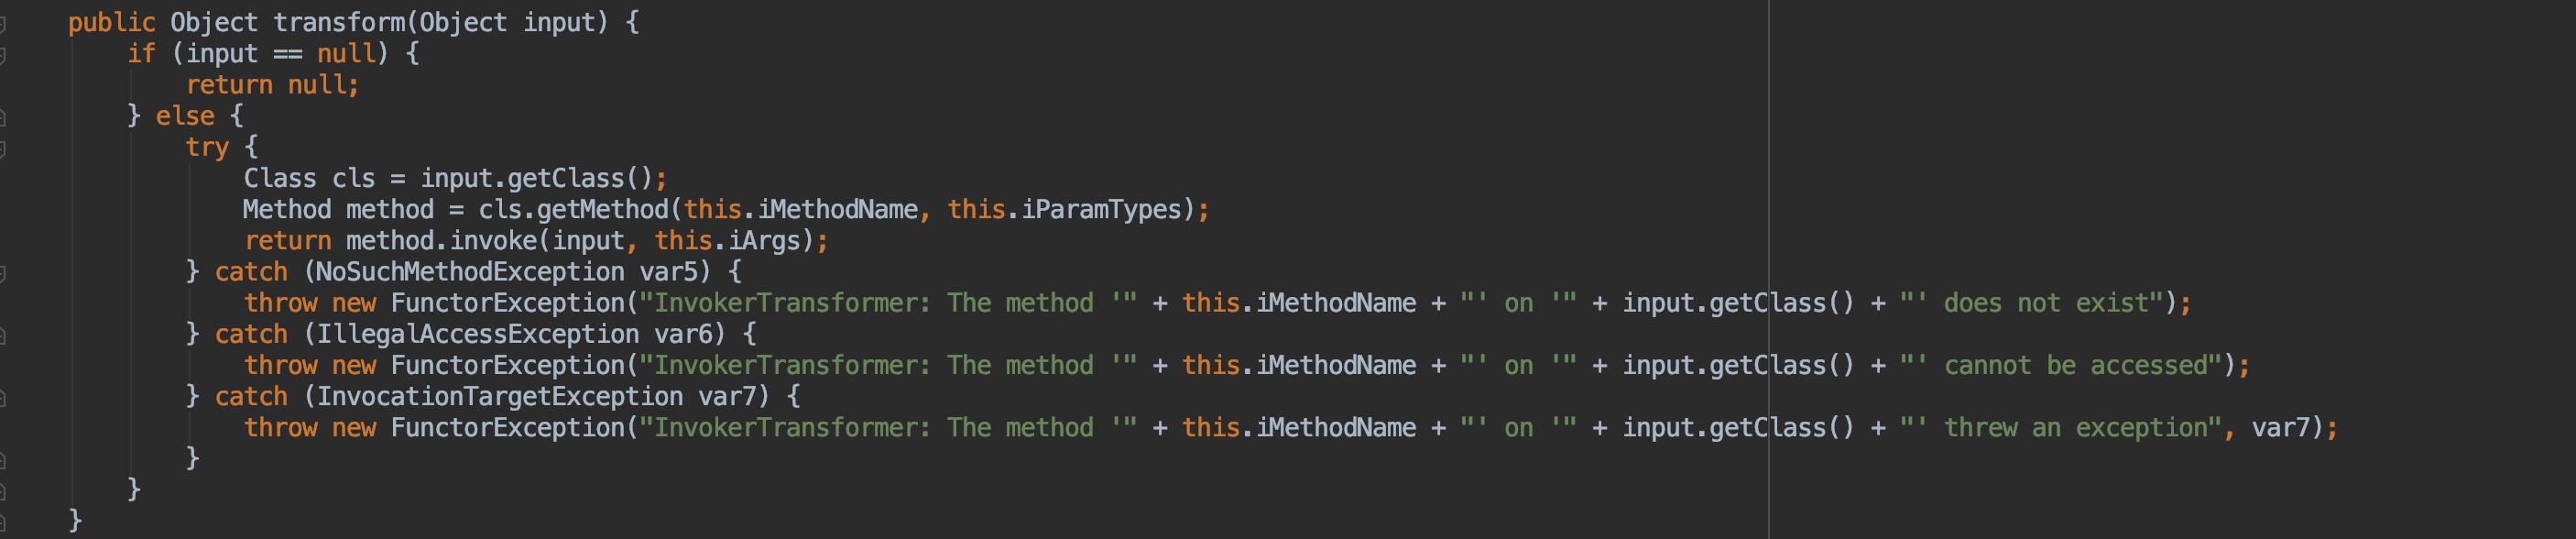 public Object transform(Object input) {
if (input == null) {
return null;
} else {
try {
Class cls = input.getClass();
Method method = cls.getMethod(this.iMethodName, this.iParamTypes);
return method.invoke(input, this.iArgs);
} catch (NoSuchMethodException var5) {
throw new FunctorException("InvokerTransformer: The method '" + this.iMethodName + "' on '" + input.getClass() + "' does not exist");
} catch (IllegalAccessException var6) {
throw new FunctorException("InvokerTransformer: The method '" + this.iMethodName + "' on '" + input.getClass() + "' cannot be accessed");
} catch (InvocationTargetException var7) {
throw new FunctorException("InvokerTransformer: The method '" + this.iMethodName + "' on '" + input.getClass() + "' threw an exception", var7);
}
}
}